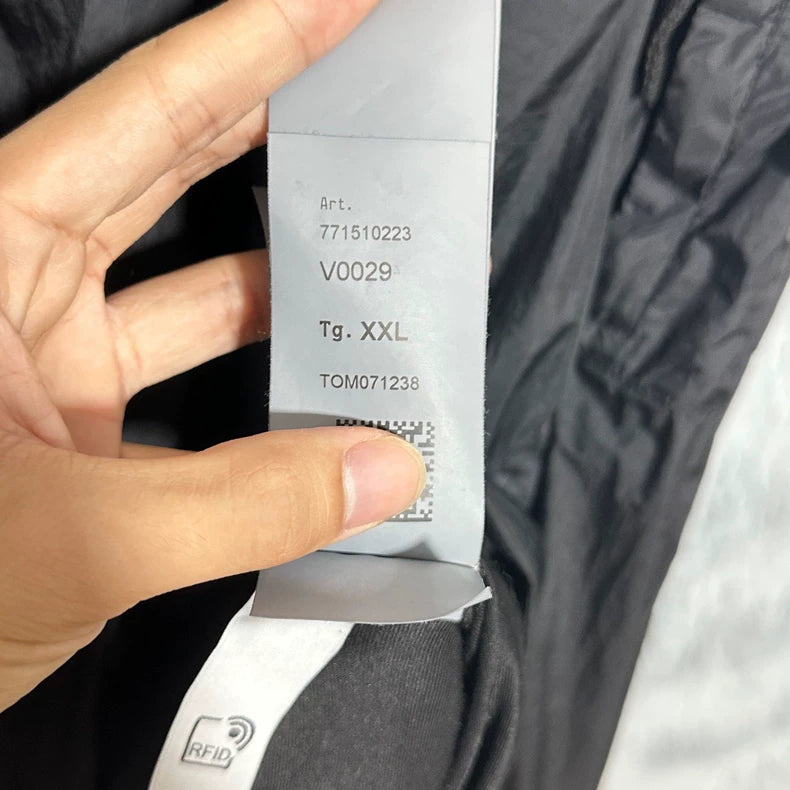 Art.
771510223
V0029
Tg. XXL
TOM071238
RFID